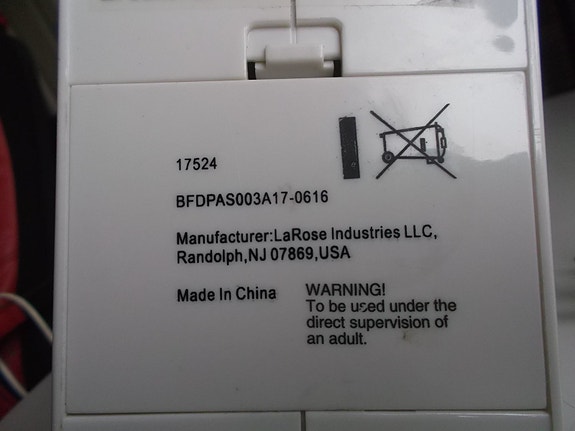 17524
BFDPAS003A17-0616
Manufacturer:LaRose Industries LLC,
Randolph,NJ 07869,USA
Made In China
WARNING!
To be used under the
direct supervision of
an adult.